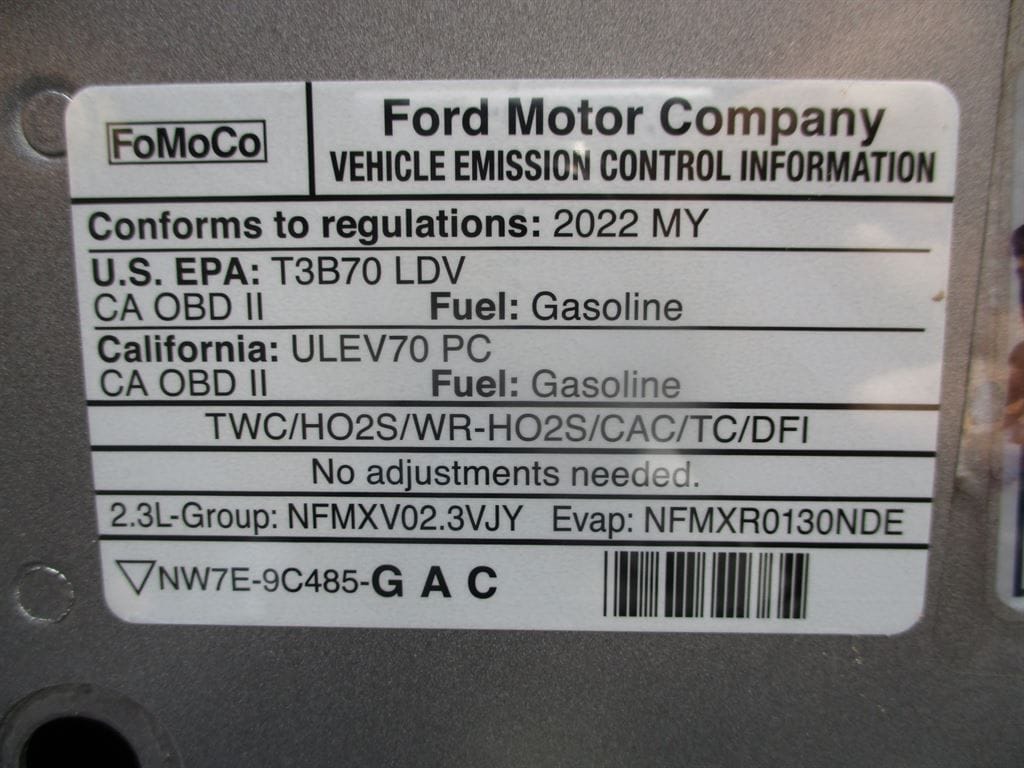 FoMoCo
Ford Motor Company
VEHICLE EMISSION CONTROL INFORMATION
Conforms to regulations: 2022 MY
U.S. EPA: T3B70 LDV
CA OBD II Fuel: Gasoline
California: ULEV70 PC
CA OBD II Fuel: Gasoline
TWC/HO2S/WR-HO2S/CAC/TC/DFI
No adjustments needed.
2.3L-Group: NFMXV02.3VJY Evap: NFMXR0130NDE
▽NW7E-9C485-G A C